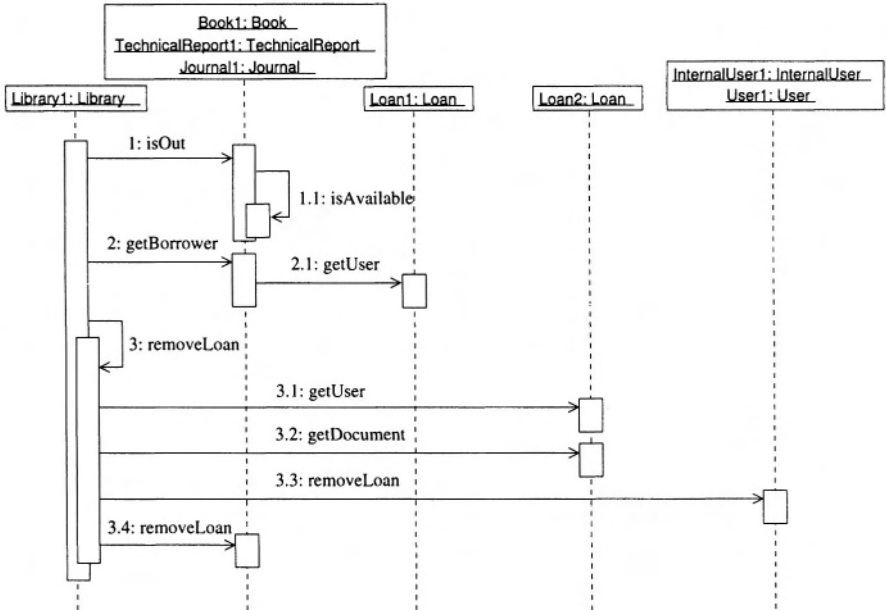 Book1: Book
TechnicalReport1: TechnicalReport
Journal1: Journal
InternalUser1: InternalUser
User1: User
Library1: Library
Loan1: Loan
Loan2: Loan
1: isOut
1.1: isAvailable
2: getBorrower
2.1: getUser
3: removeLoan
3.1: getUser
3.2: getDocument
3.3: removeLoan
3.4: removeLoan